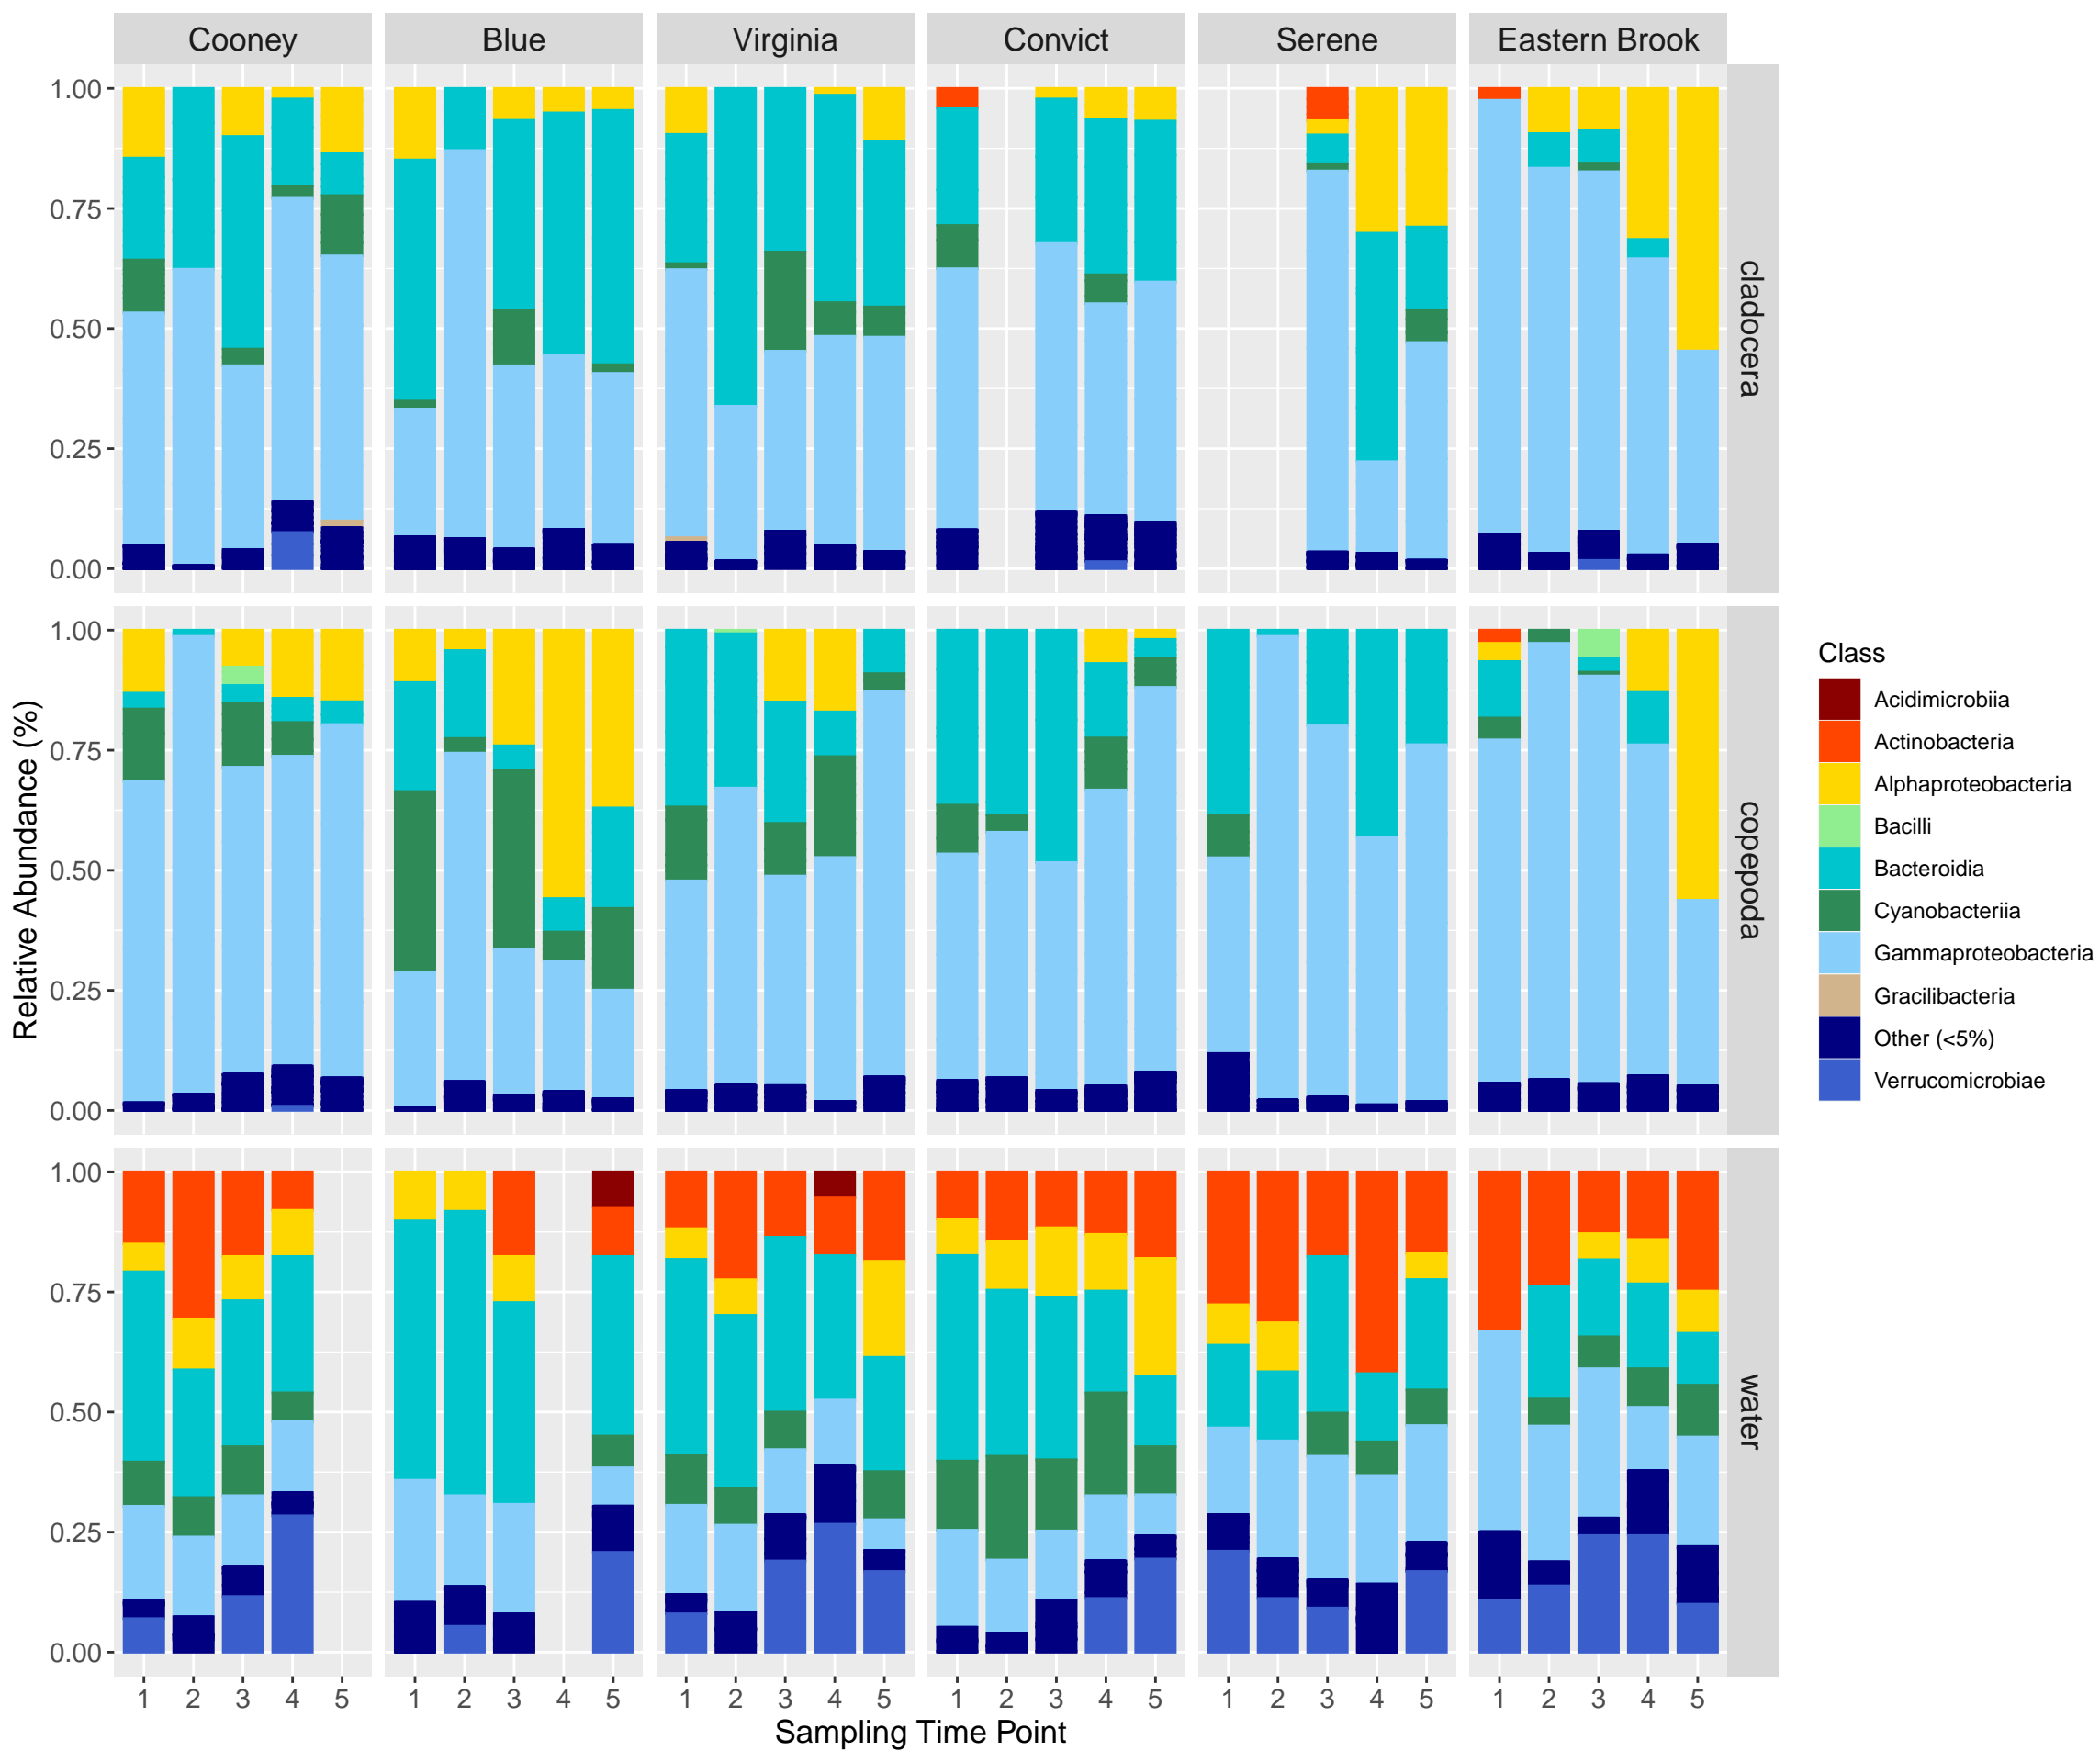 Cooney Blue Virginia Convict Serene Eastern Brook
1.00
0.75
0.50
0.25
0.00
cladocera
1.00
0.75
0.50
0.25
0.00
copepoda
1.00
0.75
0.50
0.25
0.00
water
Relative Abundance (%)
1 2 3 4 5 1 2 3 4 5 1 2 3 4 5 1 2 3 4 5 1 2 3 4 5 1 2 3 4 5
Sampling Time Point
Class
Acidimicrobiia
Actinobacteria
Alphaproteobacteria
Bacilli
Bacteroidia
Cyanobacteriia
Gammaproteobacteria
Gracilibacteria
Other (<5%)
Verrucomicrobiae